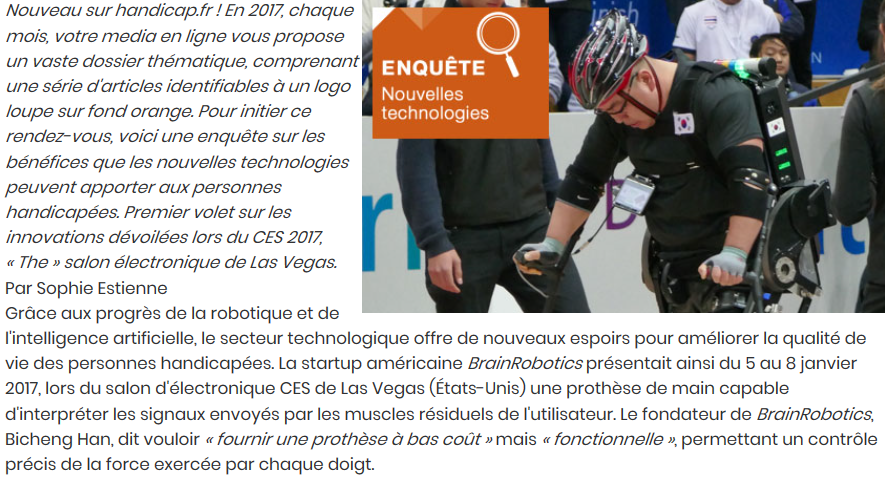 Nouveau sur handicap.fr ! En 2017, chaque
mois, votre media en ligne vous propose
un vaste dossier thématique, comprenant
une série d'articles identifiables à un logo
loupe sur fond orange. Pour initier ce
rendez-vous, voici une enquête sur les
bénéfices que les nouvelles technologies
peuvent apporter aux personnes
handicapées. Premier volet sur les
innovations dévoilées lors du CES 2017,
« The » salon électronique de Las Vegas.
Par Sophie Estienne
Grâce aux progrès de la robotique et de
l'intelligence artificielle, le secteur technologique offre de nouveaux espoirs pour améliorer la qualité de
vie des personnes handicapées. La startup américaine BrainRobotics présentait ainsi du 5 au 8 janvier
2017, lors du salon d'électronique CES de Las Vegas (États-Unis) une prothèse de main capable
d'interpréter les signaux envoyés par les muscles résiduels de l'utilisateur. Le fondateur de BrainRobotics,
Bicheng Han, dit vouloir « fournir une prothèse à bas coût » mais « fonctionnelle », permettant un contrôle
précis de la force exercée par chaque doigt.
ENQUÊTE
Nouvelles
technologies